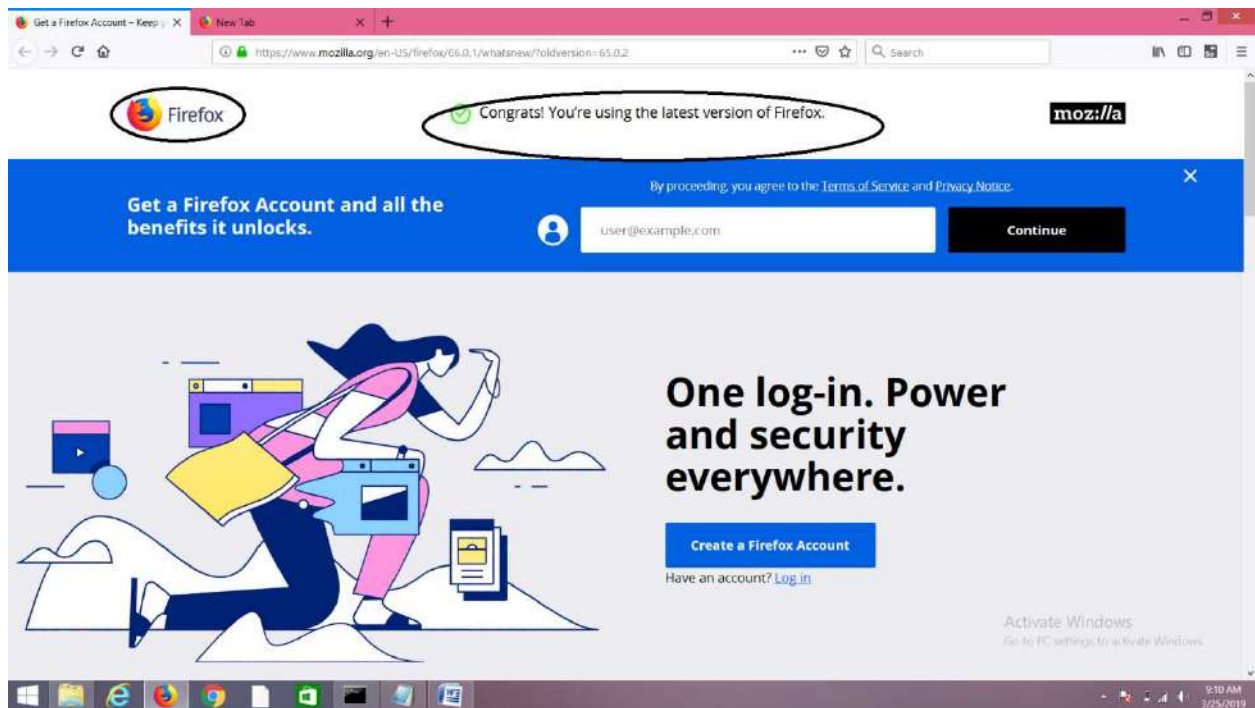 Get a Firefox Account – Keep y
New Tab
https://www.mozilla.org/en-US/firefox/66.0.1/whatsnew/?oldversion=65.0.2
Search
Firefox
Congrats! You're using the latest version of Firefox.
moz://a
By proceeding, you agree to the Terms of Service and Privacy Notice.
Get a Firefox Account and all the
benefits it unlocks.
user@example.com
Continue
One log-in. Power
and security
everywhere.
Create a Firefox Account
Have an account? Log in
Activate Windows
Go to PC settings to activate Windows.
9:10 AM
3/25/2019